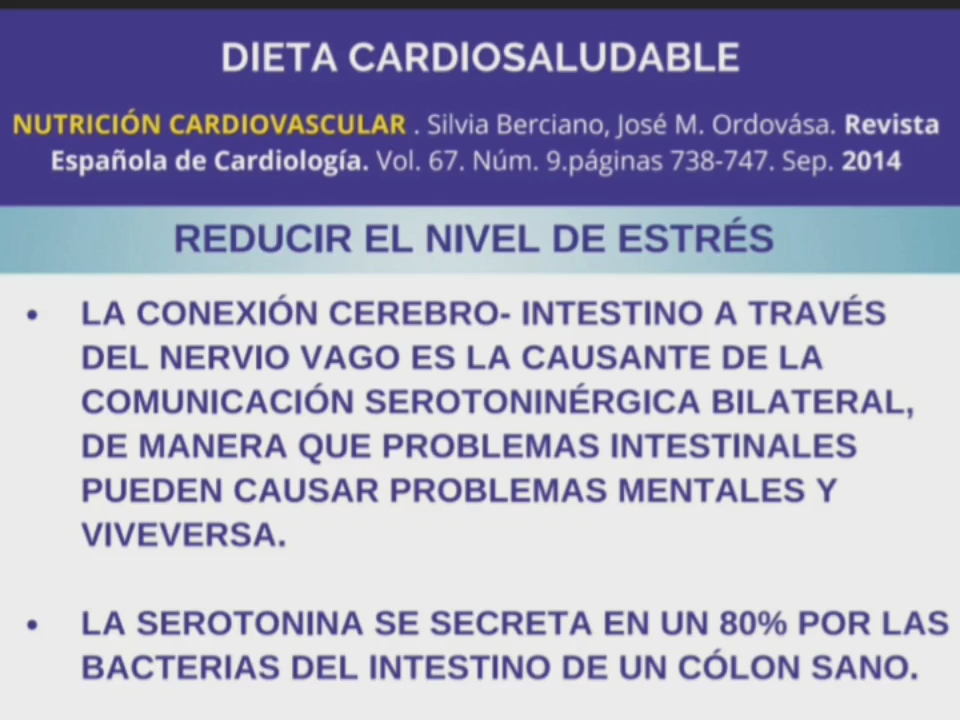 DIETA CARDIOSALUDABLE
NUTRICIÓN CARDIOVASCULAR . Silvia Berciano, José M. Ordovása. Revista
Española de Cardiología. Vol. 67. Núm. 9.páginas 738-747. Sep. 2014
REDUCIR EL NIVEL DE ESTRÉS
• LA CONEXIÓN CEREBRO- INTESTINO A TRAVÉS
DEL NERVIO VAGO ES LA CAUSANTE DE LA
COMUNICACIÓN SEROTONINÉRGICA BILATERAL,
DE MANERA QUE PROBLEMAS INTESTINALES
PUEDEN CAUSAR PROBLEMAS MENTALES Y
VIVEVERSA.
• LA SEROTONINA SE SECRETA EN UN 80% POR LAS
BACTERIAS DEL INTESTINO DE UN CÓLON SANO.